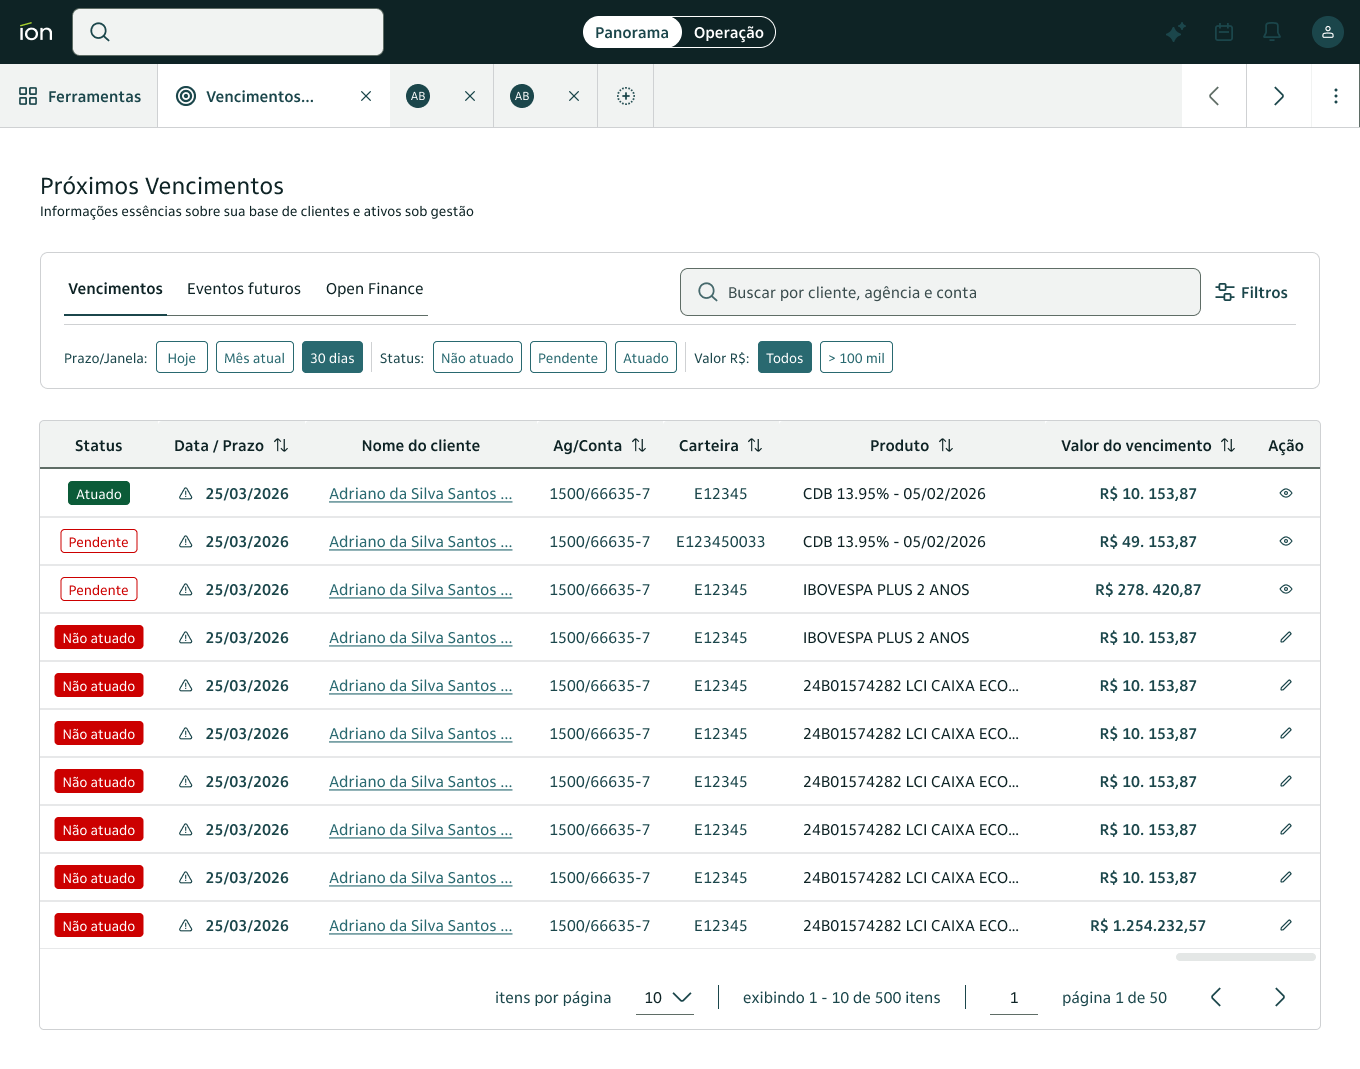 íon
Panorama Operação
Ferramentas Vencimentos... AB AB
Próximos Vencimentos
Informações essências sobre sua base de clientes e ativos sob gestão
Vencimentos Eventos futuros Open Finance Buscar por cliente, agência e conta Filtros
Prazo/Janela: Hoje Mês atual 30 dias Status: Não atuado Pendente Atuado Valor R$: Todos > 100 mil
Status Data / Prazo Nome do cliente Ag/Conta Carteira Produto Valor do vencimento Ação
Atuado 25/03/2026 Adriano da Silva Santos ... 1500/66635-7 E12345 CDB 13.95% - 05/02/2026 R$ 10. 153,87
Pendente 25/03/2026 Adriano da Silva Santos ... 1500/66635-7 E123450033 CDB 13.95% - 05/02/2026 R$ 49. 153,87
Pendente 25/03/2026 Adriano da Silva Santos ... 1500/66635-7 E12345 IBOVESPA PLUS 2 ANOS R$ 278. 420,87
Não atuado 25/03/2026 Adriano da Silva Santos ... 1500/66635-7 E12345 IBOVESPA PLUS 2 ANOS R$ 10. 153,87
Não atuado 25/03/2026 Adriano da Silva Santos ... 1500/66635-7 E12345 24B01574282 LCI CAIXA ECO... R$ 10. 153,87
Não atuado 25/03/2026 Adriano da Silva Santos ... 1500/66635-7 E12345 24B01574282 LCI CAIXA ECO... R$ 10. 153,87
Não atuado 25/03/2026 Adriano da Silva Santos ... 1500/66635-7 E12345 24B01574282 LCI CAIXA ECO... R$ 10. 153,87
Não atuado 25/03/2026 Adriano da Silva Santos ... 1500/66635-7 E12345 24B01574282 LCI CAIXA ECO... R$ 10. 153,87
Não atuado 25/03/2026 Adriano da Silva Santos ... 1500/66635-7 E12345 24B01574282 LCI CAIXA ECO... R$ 10. 153,87
Não atuado 25/03/2026 Adriano da Silva Santos ... 1500/66635-7 E12345 24B01574282 LCI CAIXA ECO... R$ 1.254.232,57
itens por página 10 exibindo 1 - 10 de 500 itens 1 página 1 de 50